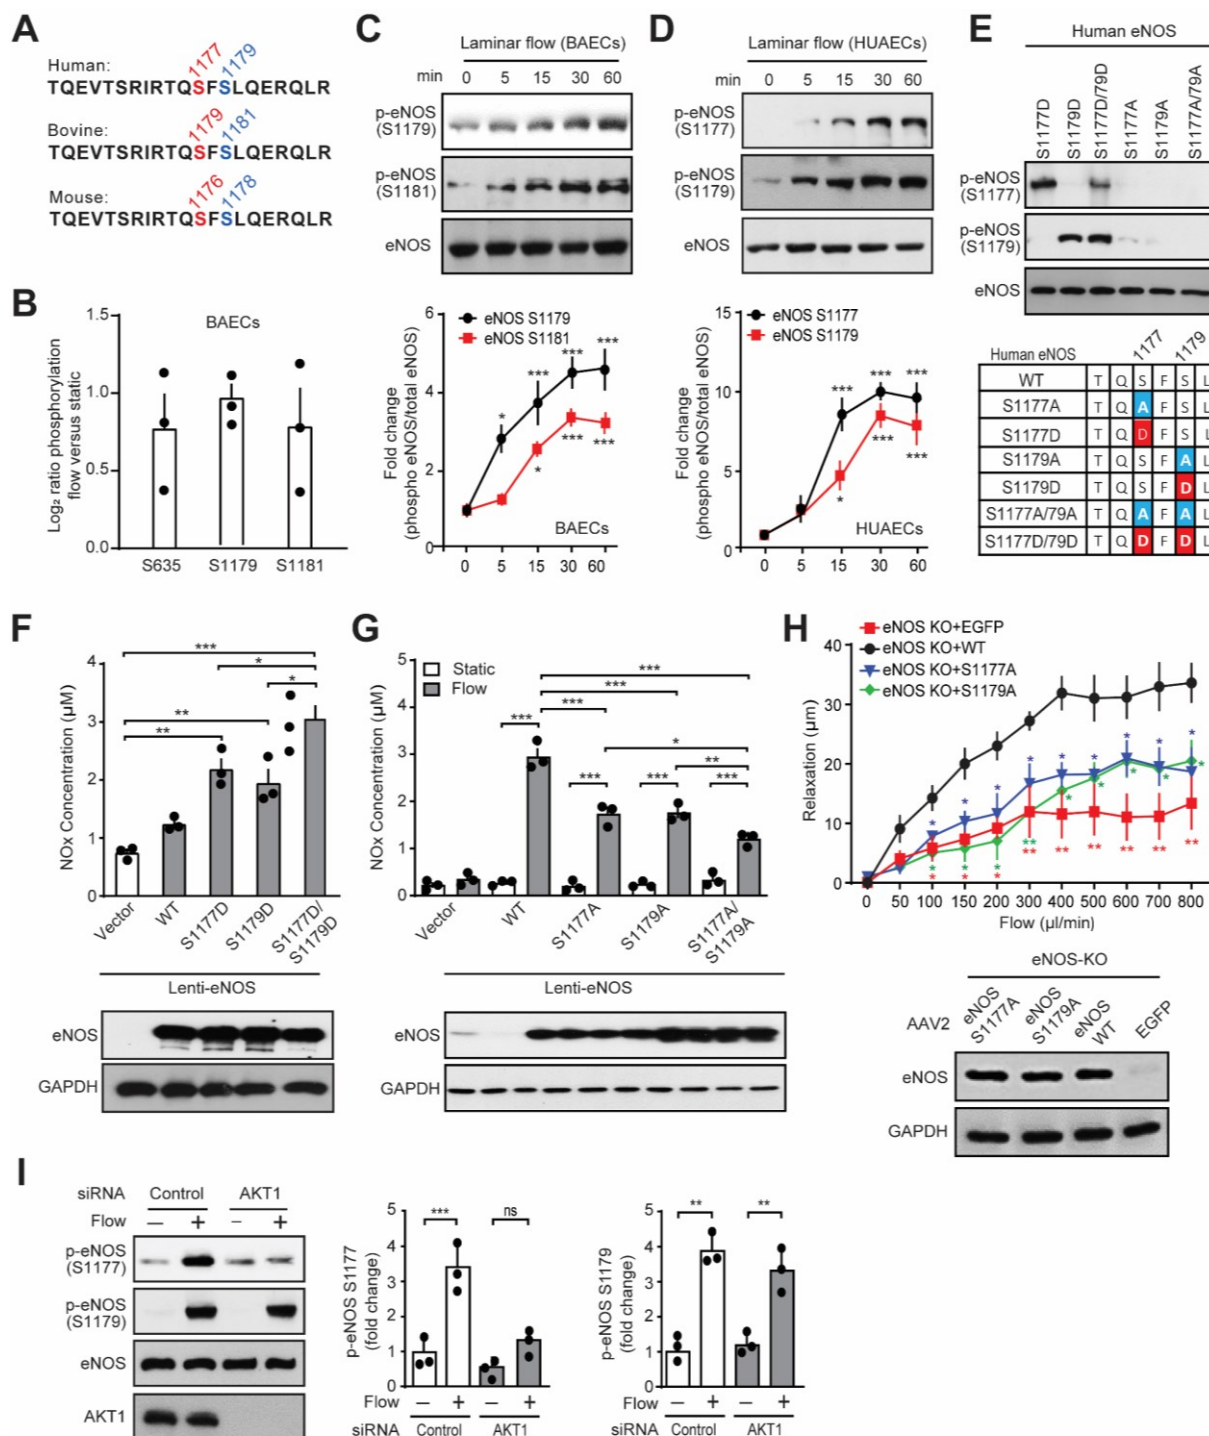 A
Human:
1177 1179
TQEVTSRIRTQSFSLQERQLR
Bovine:
1179 1181
TQEVTSRIRTQSFSLQERQLR
Mouse:
1176 1178
TQEVTSRIRTQSFSLQERQLR
B
BAECs
Log₂ ratio phosphorylation
flow versus static
1.5
1.0
0.5
0.0
S635 S1179 S1181
C
Laminar flow (BAECs)
min 0 5 15 30 60
p-eNOS
(S1179)
p-eNOS
(S1181)
eNOS
eNOS S1179
eNOS S1181
Fold change
(phospho eNOS/total eNOS)
6
4
2
0
* *** *** ***
* *** ***
BAECs
0 5 15 30 60
D
Laminar flow (HUAECs)
min 0 5 15 30 60
p-eNOS
(S1177)
p-eNOS
(S1179)
eNOS
eNOS S1177
eNOS S1179
Fold change
(phospho eNOS/total eNOS)
15
10
5
0
*** *** ***
* *** ***
HUAECs
0 5 15 30 60
E
Human eNOS
S1177D S1179D S1177D/79D S1177A S1179A S1177A/79A
p-eNOS
(S1177)
p-eNOS
(S1179)
eNOS
Human eNOS 1177 1179
WT T Q S F S L
S1177A T Q A F S L
S1177D T Q D F S L
S1179A T Q S F A L
S1179D T Q S F D L
S1177A/79A T Q A F A L
S1177D/79D T Q D F D L
F
NOx Concentration (µM)
4
3
2
1
0
***
*
*
**
**
Vector WT S1177D S1179D S1177D/
S1179D
Lenti-eNOS
eNOS
GAPDH
G
NOx Concentration (µM)
5
4
3
2
1
0
Static
Flow
***
***
*** ***
*
**
*** *** ***
Vector WT S1177A S1179A S1177A/
S1179A
Lenti-eNOS
eNOS
GAPDH
H
eNOS KO+EGFP
eNOS KO+WT
eNOS KO+S1177A
eNOS KO+S1179A
Relaxation (µm)
40
30
20
10
0
* * * * * * * * *
* * * ** * * * * *
* * * ** ** ** ** ** **
0 50 100 150 200 300 400 500 600 700 800
Flow (µl/min)
eNOS-KO
AAV2 eNOS
S1177A eNOS
S1179A eNOS
WT EGFP
eNOS
GAPDH
I
siRNA Control AKT1
Flow — + — +
p-eNOS
(S1177)
p-eNOS
(S1179)
eNOS
AKT1
p-eNOS S1177
(fold change)
5
4
3
2
1
0
*** ns
Flow — + — +
siRNA Control AKT1
p-eNOS S1179
(fold change)
5
4
3
2
1
0
** **
Flow — + — +
siRNA Control AKT1